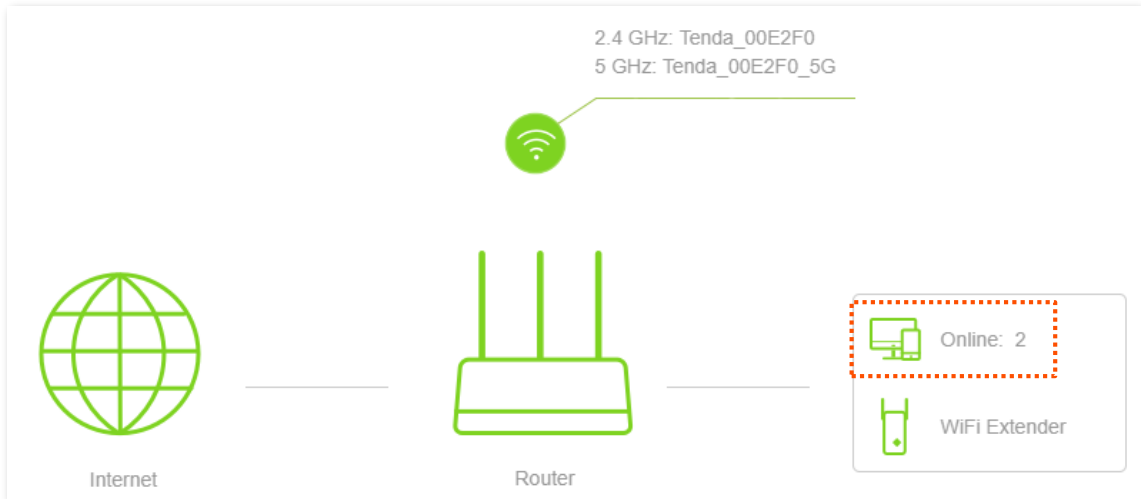 2.4 GHz: Tenda_00E2F0
5 GHz: Tenda_00E2F0_5G
Online: 2
WiFi Extender
Internet
Router